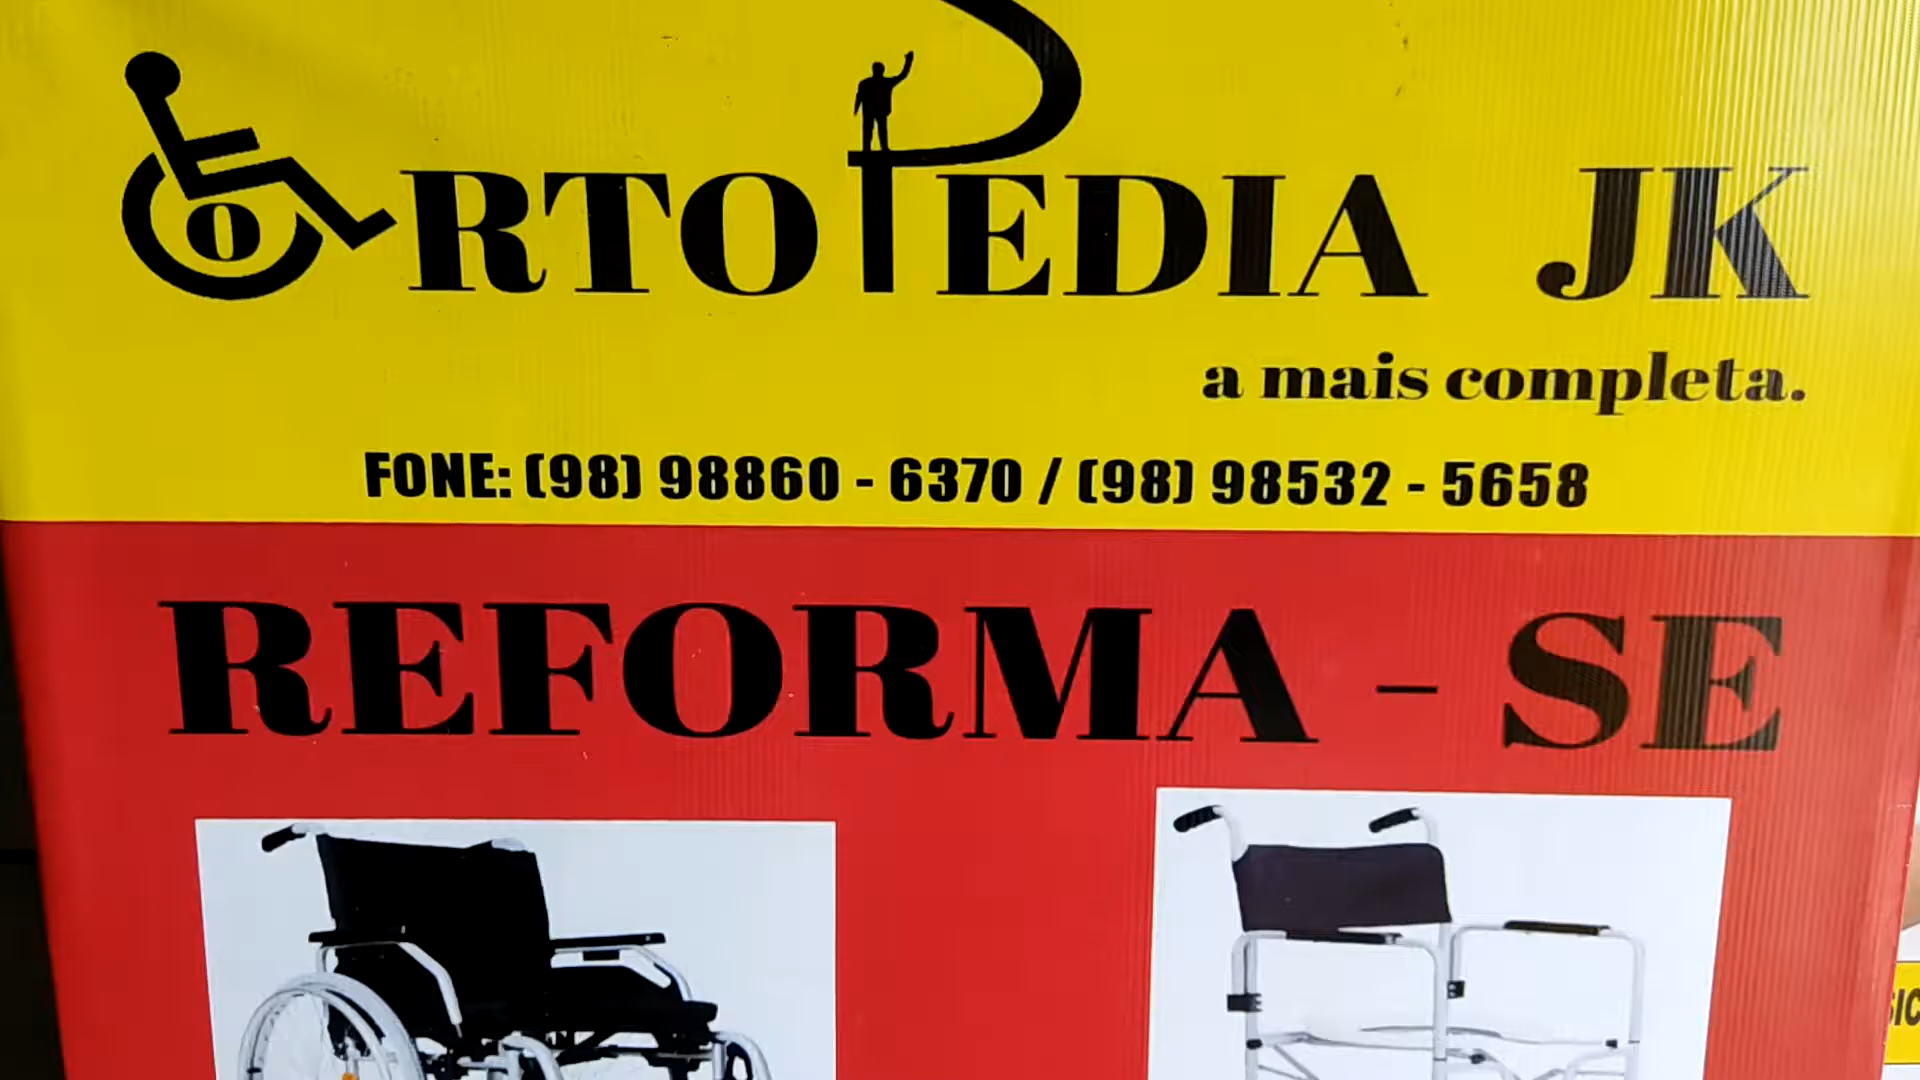 ORTOPEDIA JK
a mais completa.
FONE: (98) 98860 - 6370 / (98) 98532 - 5658
REFORMA - SE